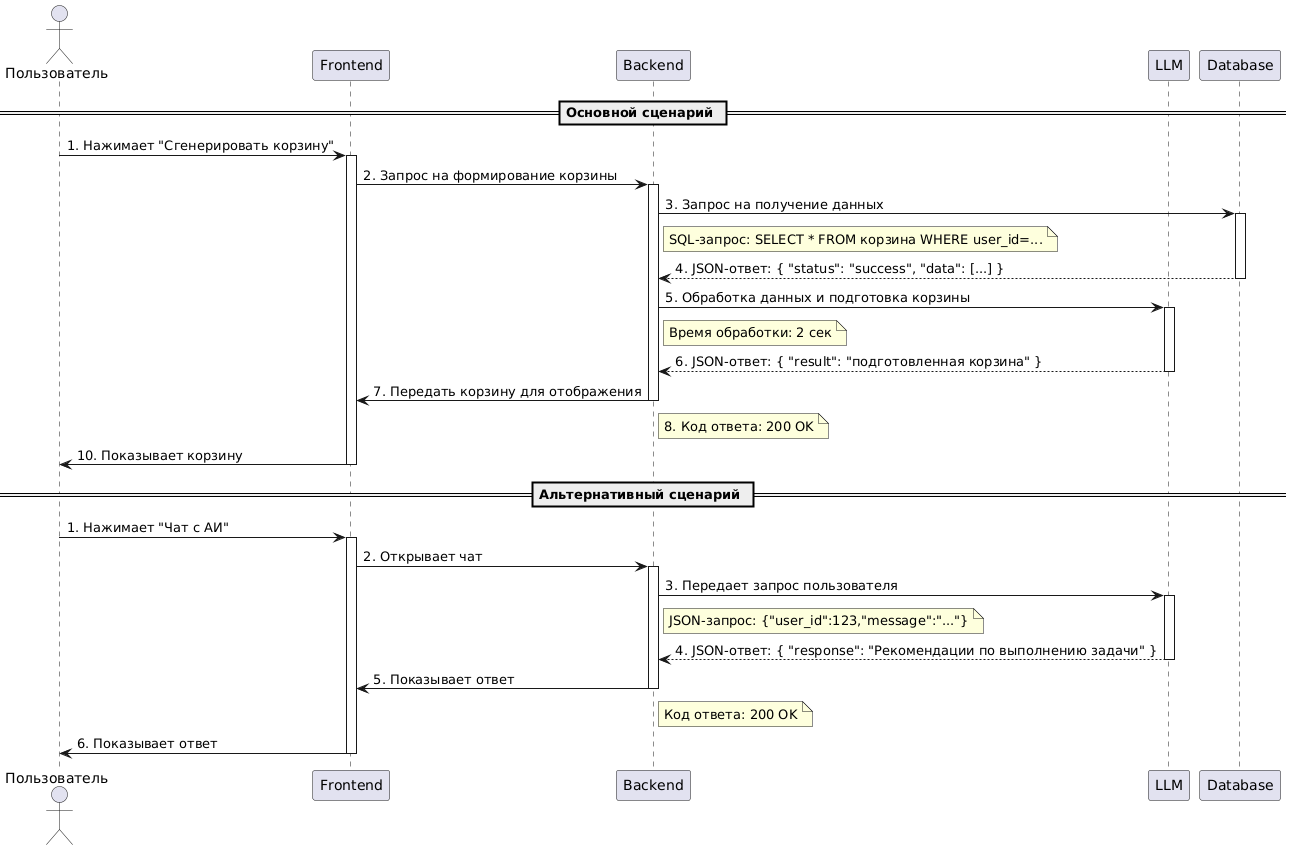 Пользователь
Frontend
Backend
LLM
Database
Основной сценарий
1. Нажимает "Сгенерировать корзину"
2. Запрос на формирование корзины
3. Запрос на получение данных
SQL-запрос: SELECT * FROM корзина WHERE user_id=...
4. JSON-ответ: { "status": "success", "data": [...] }
5. Обработка данных и подготовка корзины
Время обработки: 2 сек
6. JSON-ответ: { "result": "подготовленная корзина" }
7. Передать корзину для отображения
8. Код ответа: 200 OK
10. Показывает корзину
Альтернативный сценарий
1. Нажимает "Чат с АИ"
2. Открывает чат
3. Передает запрос пользователя
JSON-запрос: {"user_id":123,"message":"..."}
4. JSON-ответ: { "response": "Рекомендации по выполнению задачи" }
5. Показывает ответ
Код ответа: 200 OK
6. Показывает ответ
Пользователь
Frontend
Backend
LLM
Database